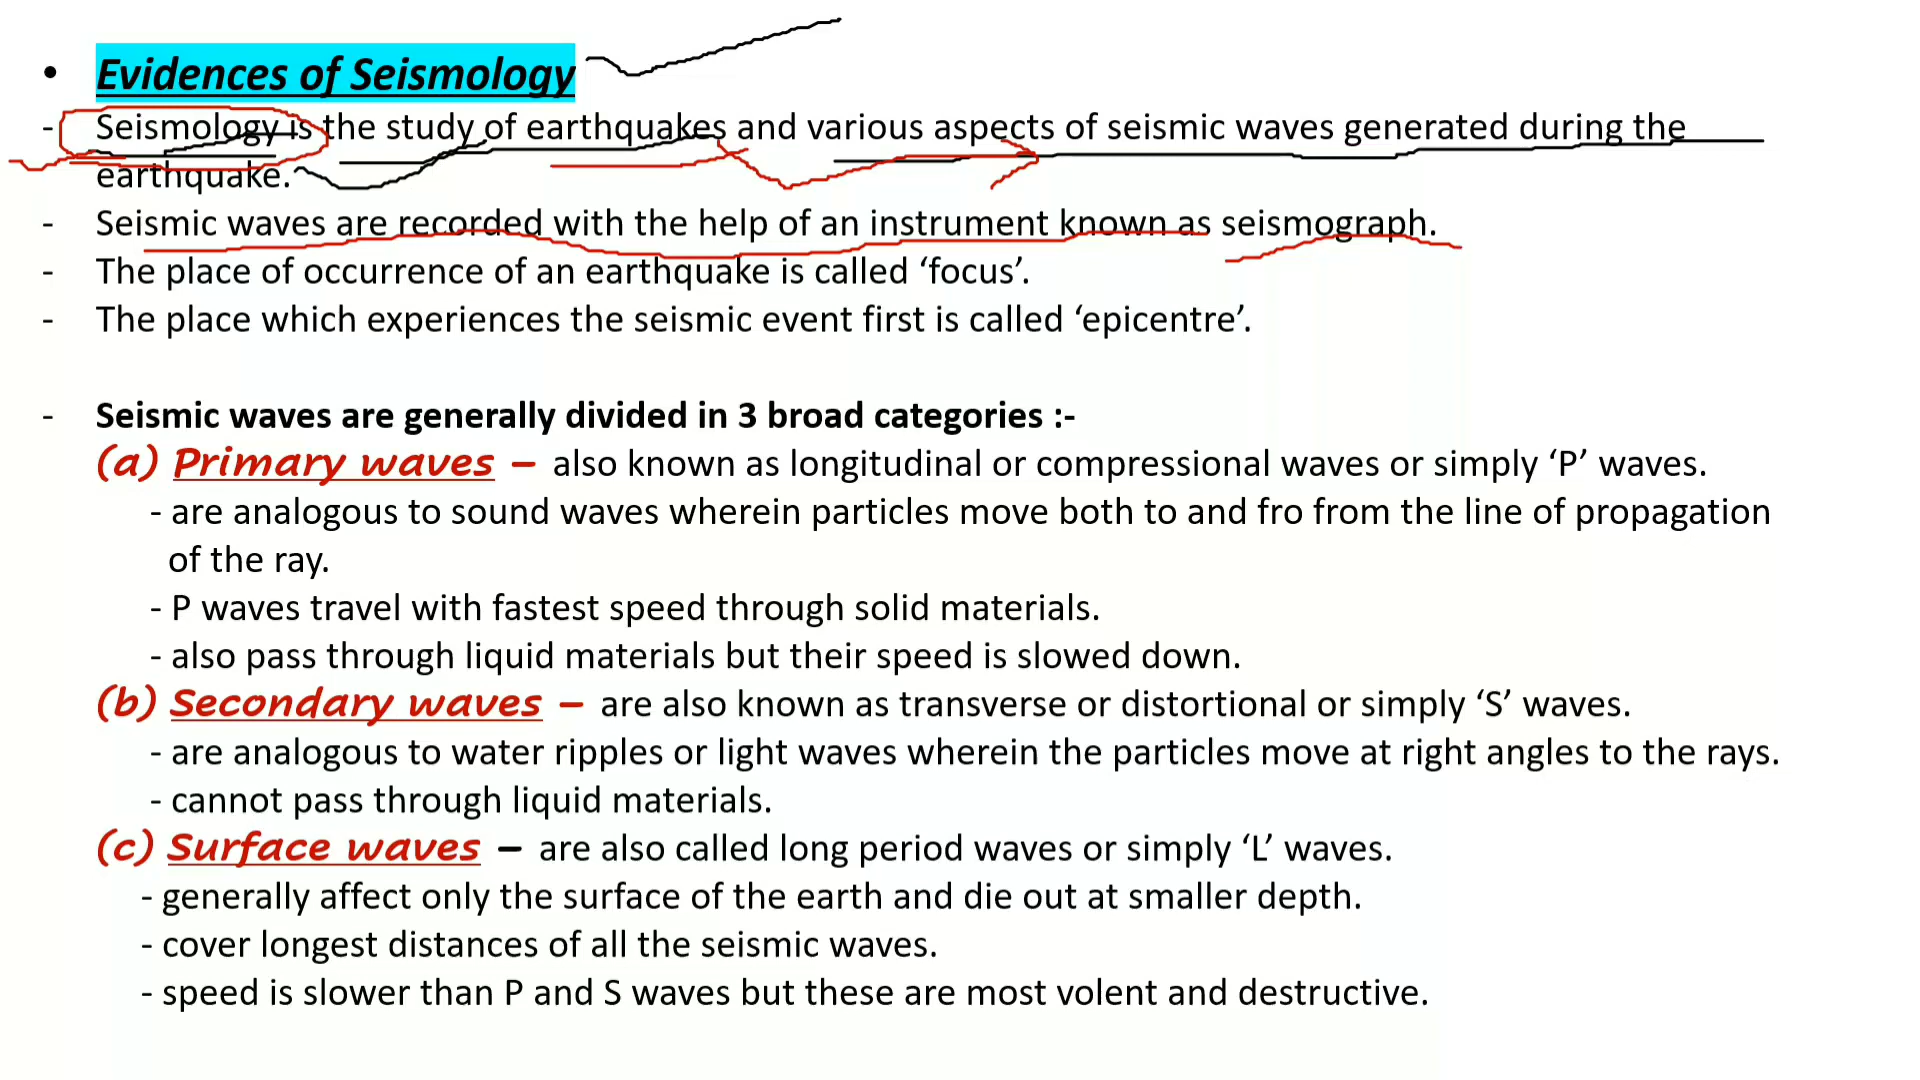 • Evidences of Seismology
- Seismology is the study of earthquakes and various aspects of seismic waves generated during the
earthquake.
- Seismic waves are recorded with the help of an instrument known as seismograph.
- The place of occurrence of an earthquake is called ‘focus’.
- The place which experiences the seismic event first is called ‘epicentre’.
- Seismic waves are generally divided in 3 broad categories :-
(a) Primary waves – also known as longitudinal or compressional waves or simply ‘P’ waves.
- are analogous to sound waves wherein particles move both to and fro from the line of propagation
of the ray.
- P waves travel with fastest speed through solid materials.
- also pass through liquid materials but their speed is slowed down.
(b) Secondary waves – are also known as transverse or distortional or simply ‘S’ waves.
- are analogous to water ripples or light waves wherein the particles move at right angles to the rays.
- cannot pass through liquid materials.
(c) Surface waves – are also called long period waves or simply ‘L’ waves.
- generally affect only the surface of the earth and die out at smaller depth.
- cover longest distances of all the seismic waves.
- speed is slower than P and S waves but these are most volent and destructive.